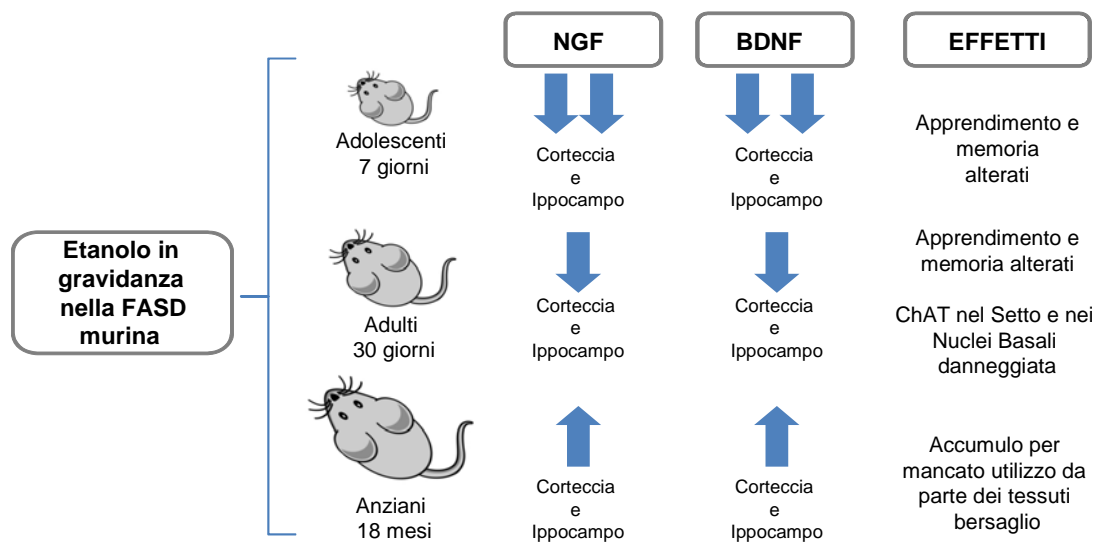 NGF
BDNF
EFFETTI
Etanolo in
gravidanza
nella FASD
murina
Adolescenti
7 giorni
Corteccia
e
Ippocampo
Corteccia
e
Ippocampo
Apprendimento e
memoria
alterati
Adulti
30 giorni
Corteccia
e
Ippocampo
Corteccia
e
Ippocampo
Apprendimento e
memoria alterati
ChAT nel Setto e nei
Nuclei Basali
danneggiata
Anziani
18 mesi
Corteccia
e
Ippocampo
Corteccia
e
Ippocampo
Accumulo per
mancato utilizzo da
parte dei tessuti
bersaglio